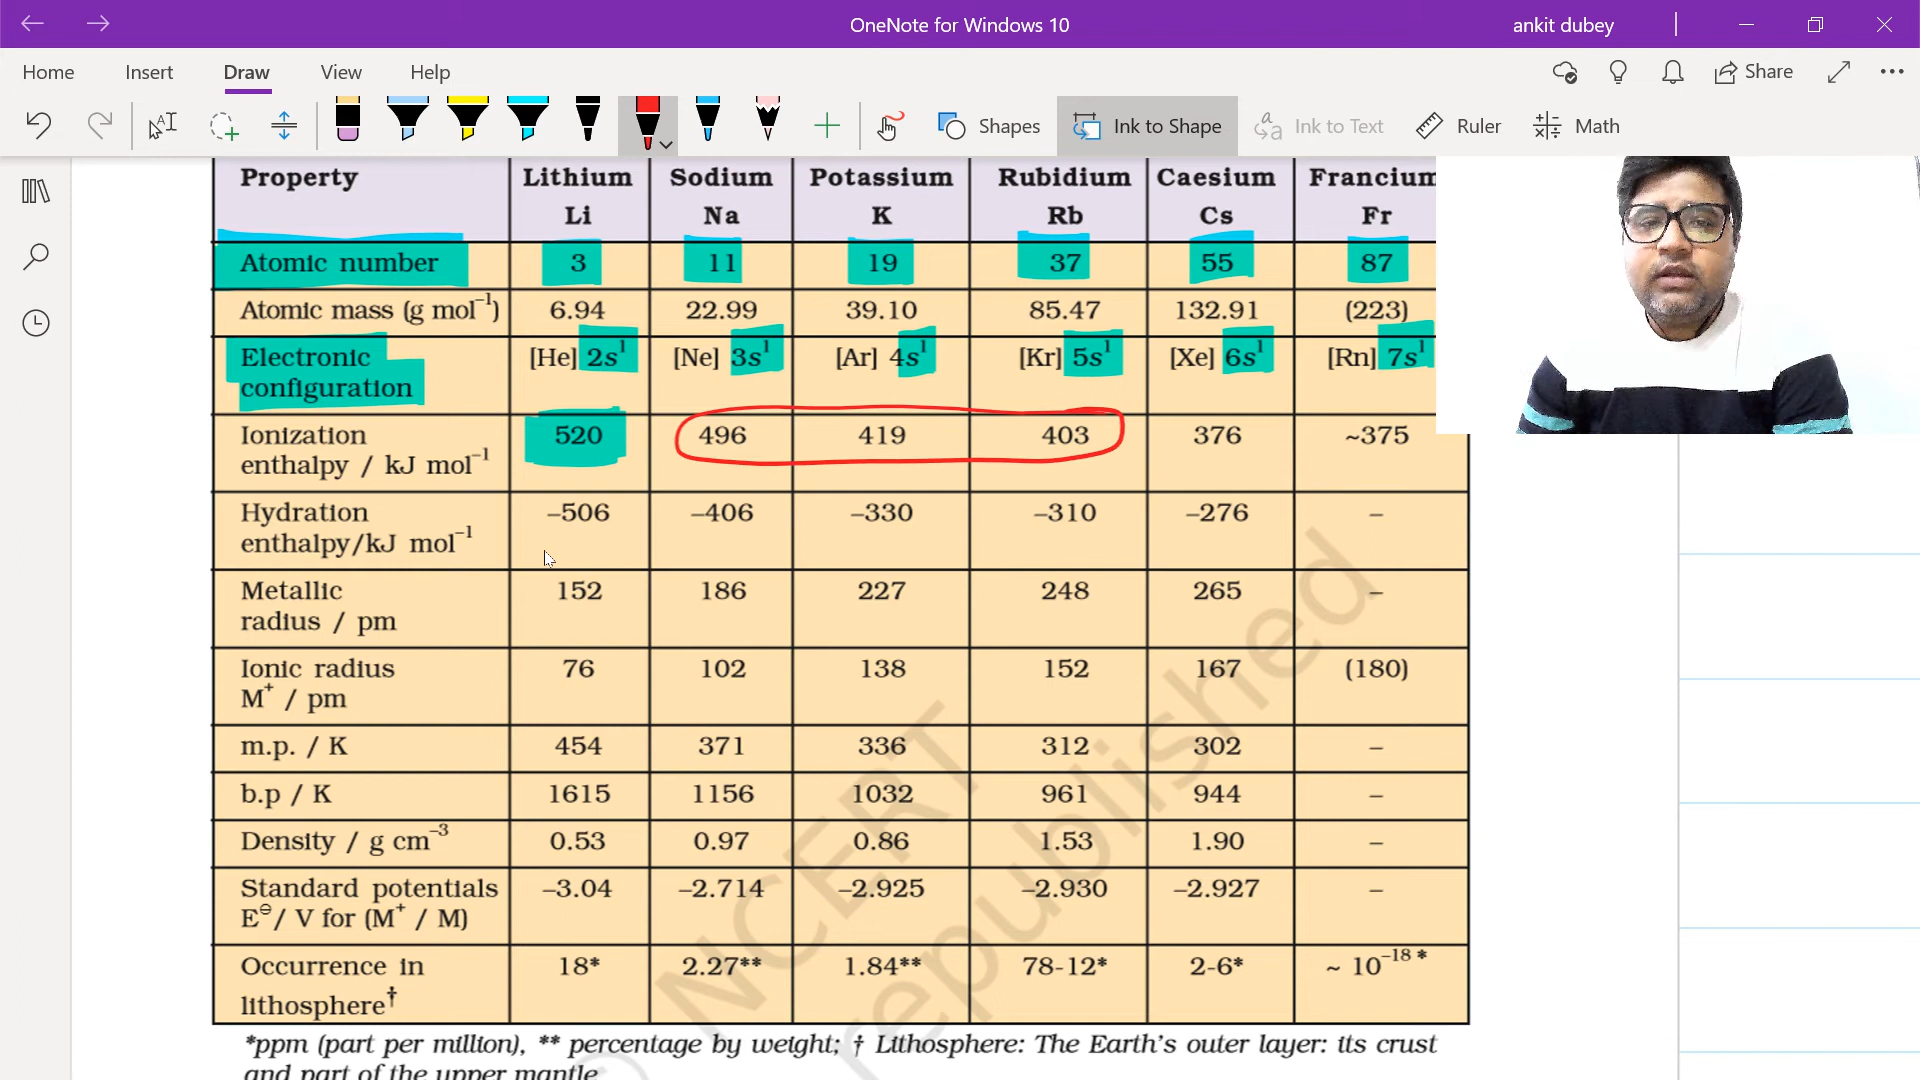 OneNote for Windows 10
ankit dubey
Home Insert Draw View Help
Share
Shapes Ink to Shape Ink to Text Ruler Math
Property Lithium Sodium Potassium Rubidium Caesium Francium
Li Na K Rb Cs Fr
Atomic number 3 11 19 37 55 87
Atomic mass (g mol⁻¹) 6.94 22.99 39.10 85.47 132.91 (223)
Electronic [He] 2s¹ [Ne] 3s¹ [Ar] 4s¹ [Kr] 5s¹ [Xe] 6s¹ [Rn] 7s¹
configuration
Ionization 520 496 419 403 376 ~375
enthalpy / kJ mol⁻¹
Hydration –506 –406 –330 –310 –276 –
enthalpy/kJ mol⁻¹
Metallic 152 186 227 248 265 –
radius / pm
Ionic radius 76 102 138 152 167 (180)
M⁺ / pm
m.p. / K 454 371 336 312 302 –
b.p / K 1615 1156 1032 961 944 –
Density / g cm⁻³ 0.53 0.97 0.86 1.53 1.90 –
Standard potentials –3.04 –2.714 –2.925 –2.930 –2.927 –
E⊖/ V for (M⁺ / M)
Occurrence in 18* 2.27** 1.84** 78-12* 2-6* ~ 10⁻¹⁸ *
lithosphere†
*ppm (part per million), ** percentage by weight; † Lithosphere: The Earth's outer layer: its crust
and part of the upper mantle
© NCERT
republished